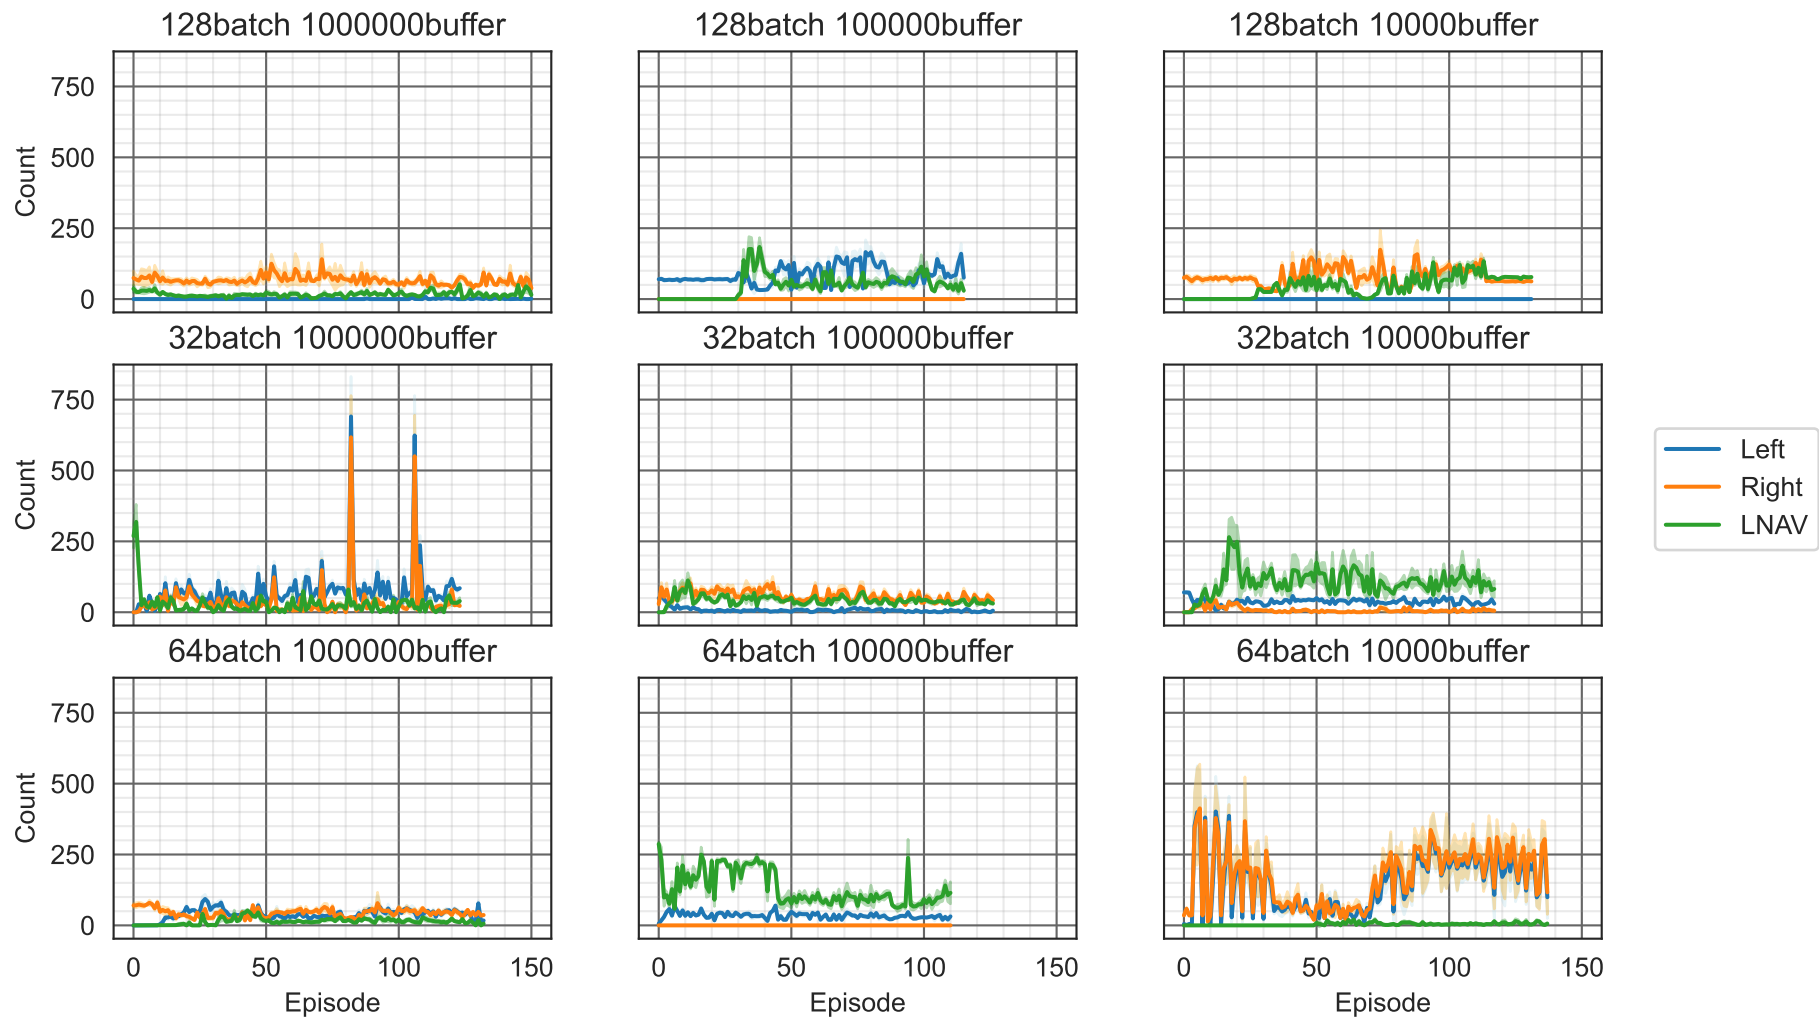 128batch 1000000buffer
128batch 100000buffer
128batch 10000buffer
750
500
250
0
Count
32batch 1000000buffer
32batch 100000buffer
32batch 10000buffer
750
500
250
0
Count
Left
Right
LNAV
64batch 1000000buffer
64batch 100000buffer
64batch 10000buffer
750
500
250
0
Count
0 50 100 150
0 50 100 150
0 50 100 150
Episode
Episode
Episode